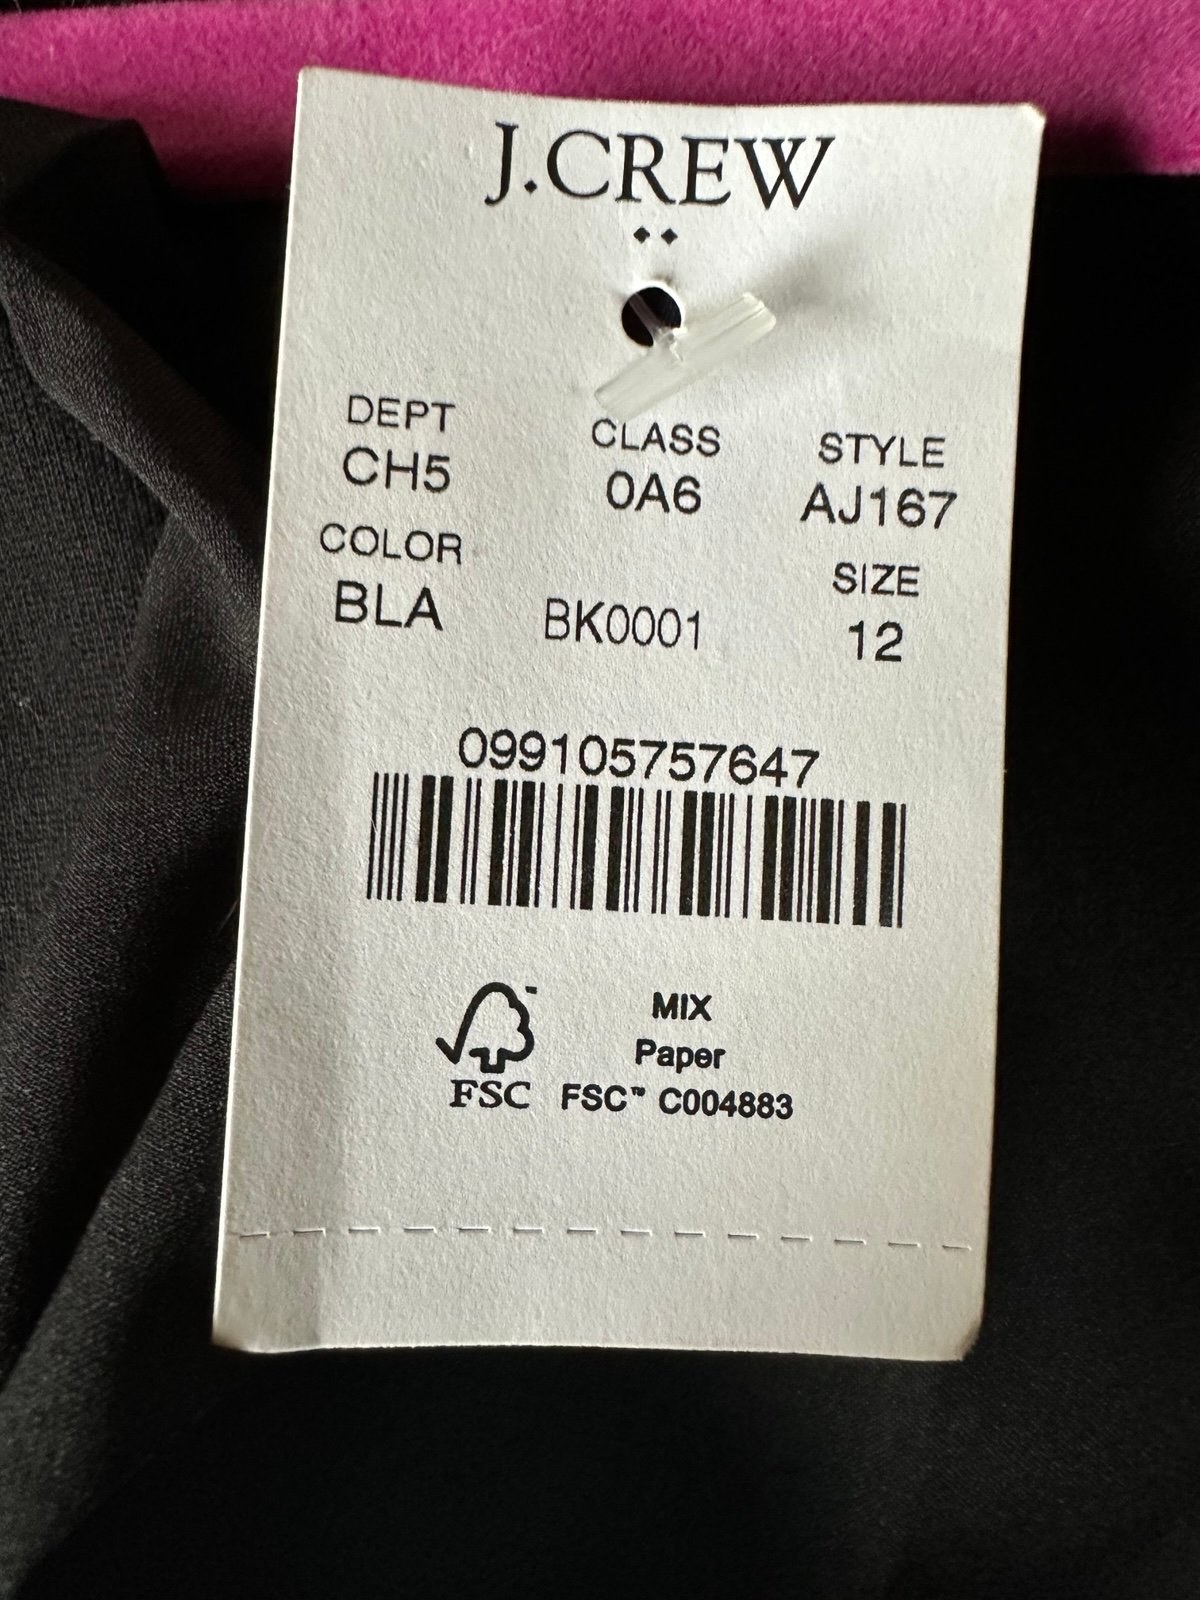 J.CREW
DEPT CLASS STYLE
CH5 0A6 AJ167
COLOR SIZE
BLA BK0001 12
099105757647
MIX
Paper
FSC FSC™ C004883